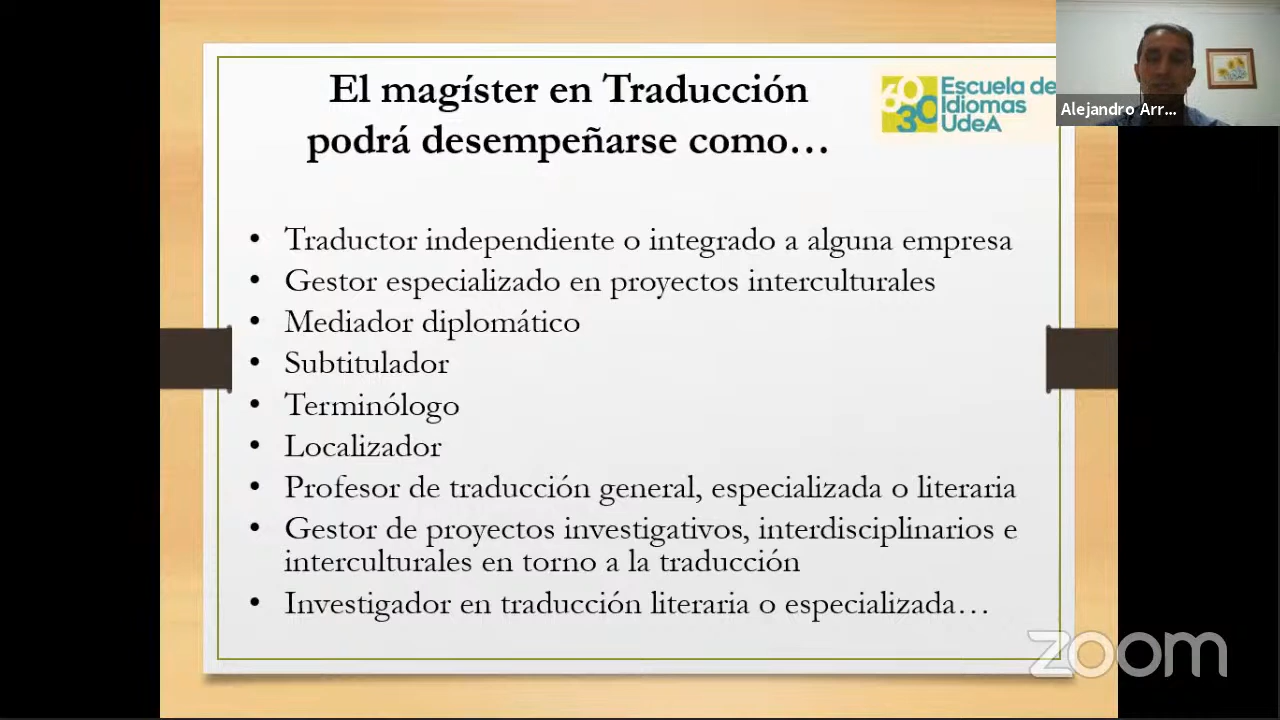 El magíster en Traducción
podrá desempeñarse como…
60
30
Escuela de
Idiomas
UdeA
Alejandro Arr...
• Traductor independiente o integrado a alguna empresa
• Gestor especializado en proyectos interculturales
• Mediador diplomático
• Subtitulador
• Terminólogo
• Localizador
• Profesor de traducción general, especializada o literaria
• Gestor de proyectos investigativos, interdisciplinarios e
interculturales en torno a la traducción
• Investigador en traducción literaria o especializada…
zoom